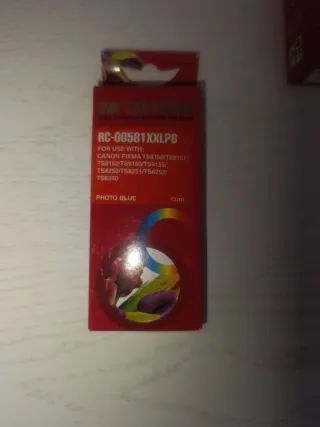 RC-00581XXLPB
FOR USE WITH:
CANON PIXMA TS8150/TS8151/
TS8152/TS9150/TS9155/
TS8250/TS8251/TS8252/
TS8350
PHOTO BLUE 12ml